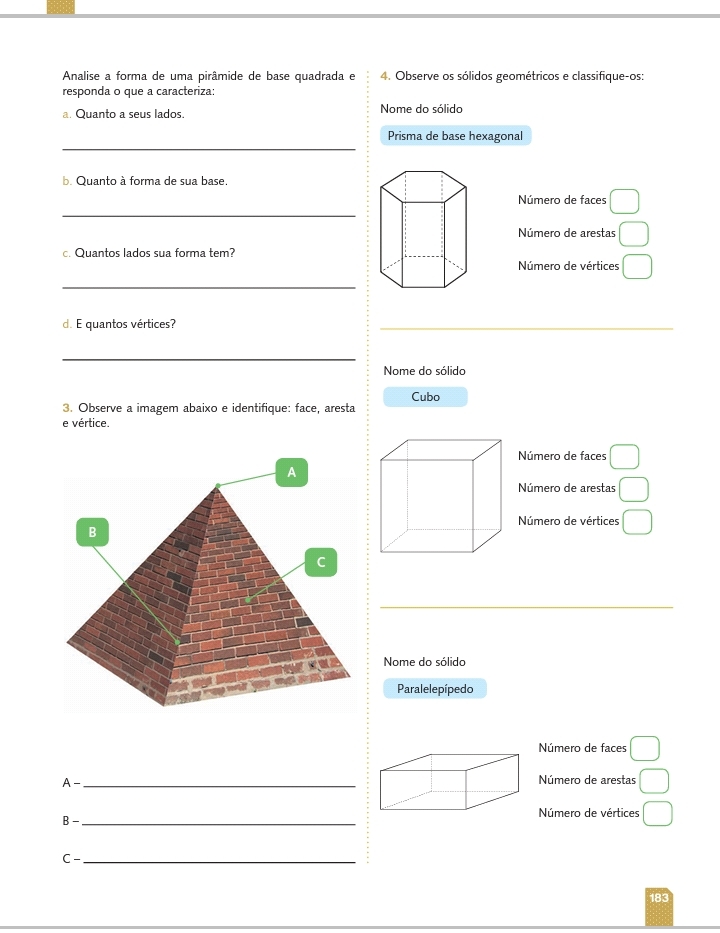 Analise a forma de uma pirâmide de base quadrada e
responda o que a caracteriza:
a. Quanto a seus lados.
b. Quanto à forma de sua base.
c. Quantos lados sua forma tem?
d. E quantos vértices?
3. Observe a imagem abaixo e identifique: face, aresta
e vértice.
A
B
C
A –
B –
C –
4. Observe os sólidos geométricos e classifique-os:
Nome do sólido
Prisma de base hexagonal
Número de faces
Número de arestas
Número de vértices
Nome do sólido
Cubo
Número de faces
Número de arestas
Número de vértices
Nome do sólido
Paralelepípedo
Número de faces
Número de arestas
Número de vértices
183